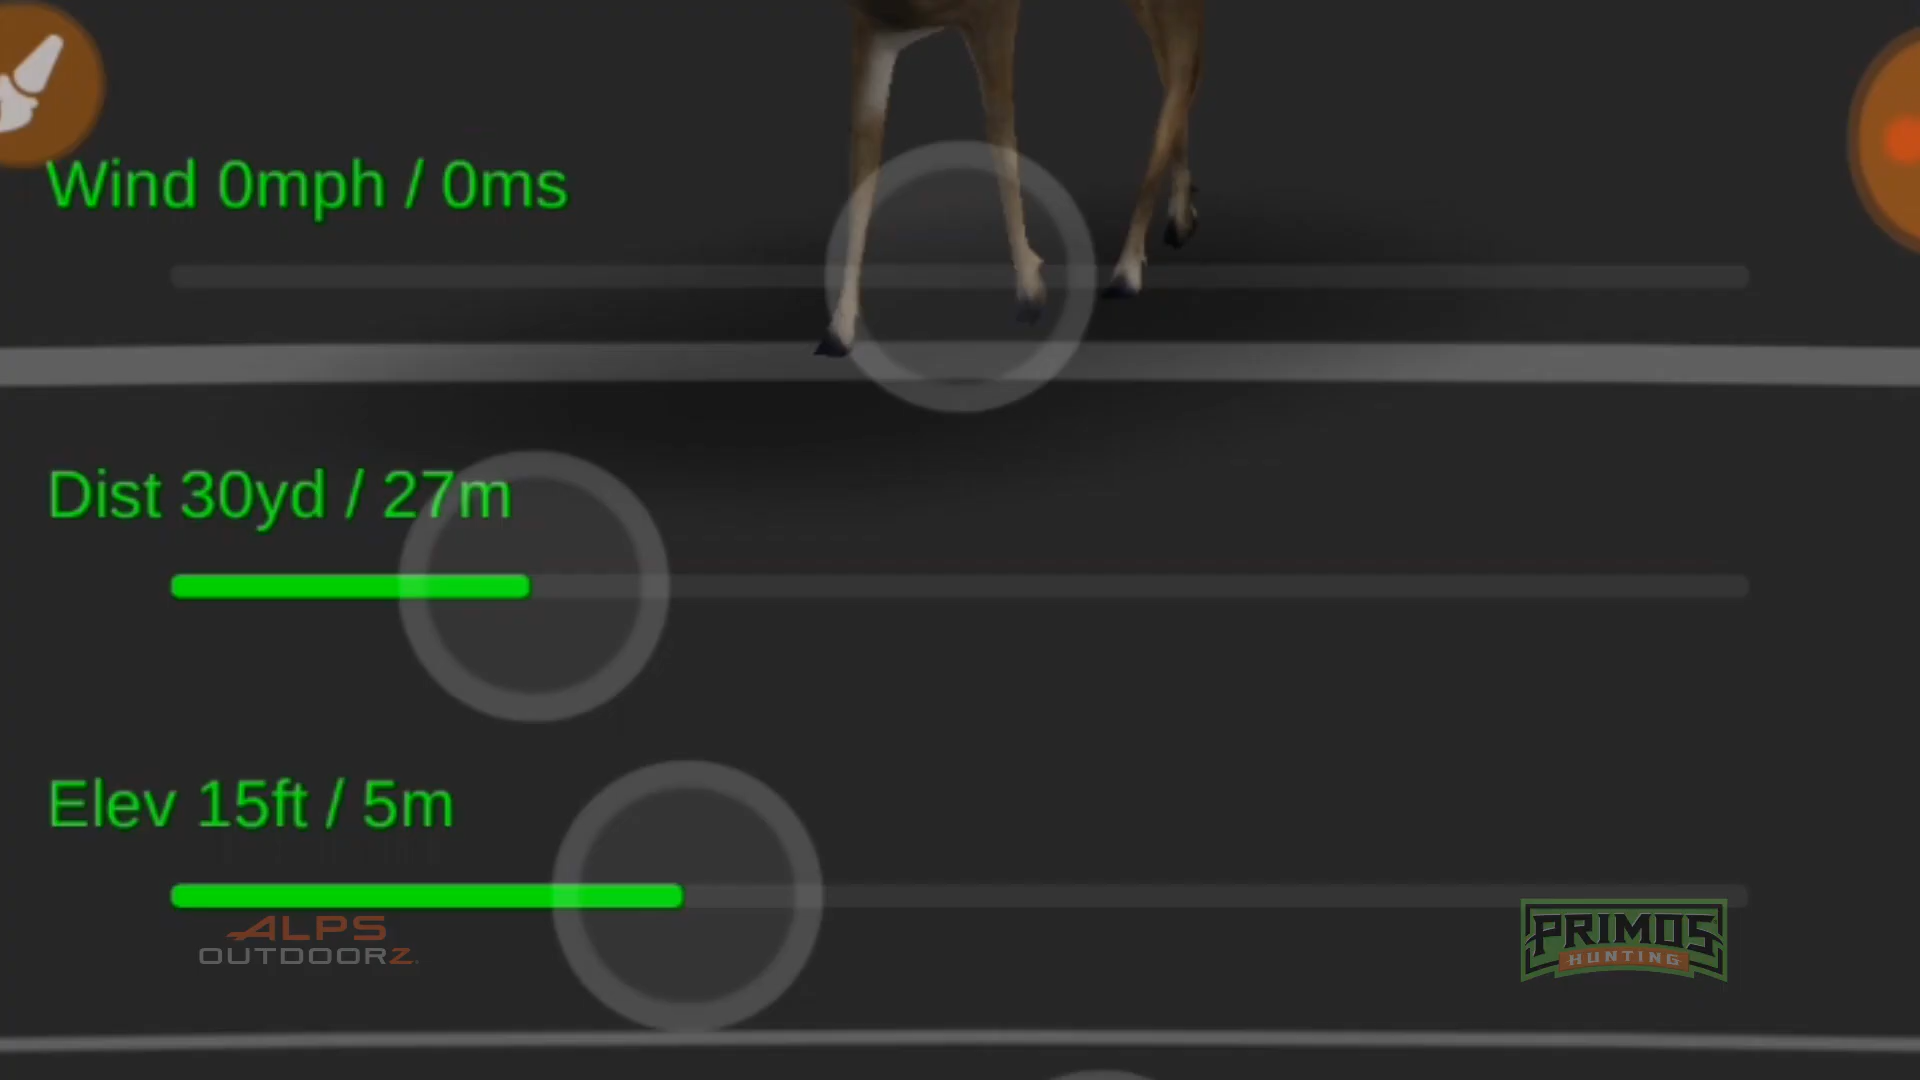 Wind 0mph / 0ms
Dist 30yd / 27m
Elev 15ft / 5m
ALPS
OUTDOORZ
PRIMOS
HUNTING